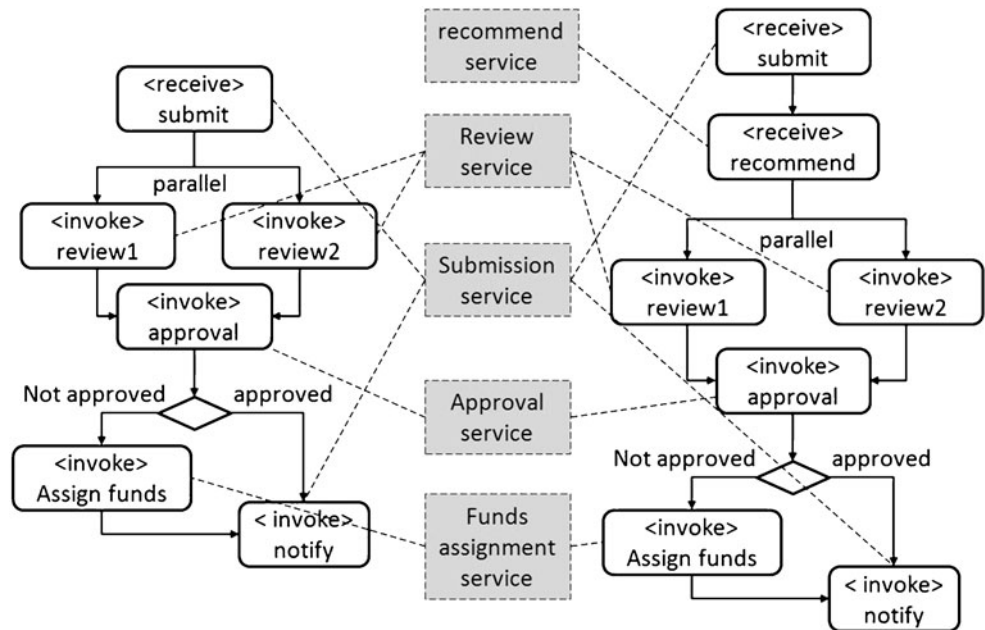 <receive>
submit
parallel
<invoke>
review1
<invoke>
review2
<invoke>
approval
Not approved
approved
<invoke>
Assign funds
< invoke>
notify
recommend
service
Review
service
Submission
service
Approval
service
Funds
assignment
service
<receive>
submit
<receive>
recommend
parallel
<invoke>
review1
<invoke>
review2
<invoke>
approval
Not approved
approved
<invoke>
Assign funds
< invoke>
notify